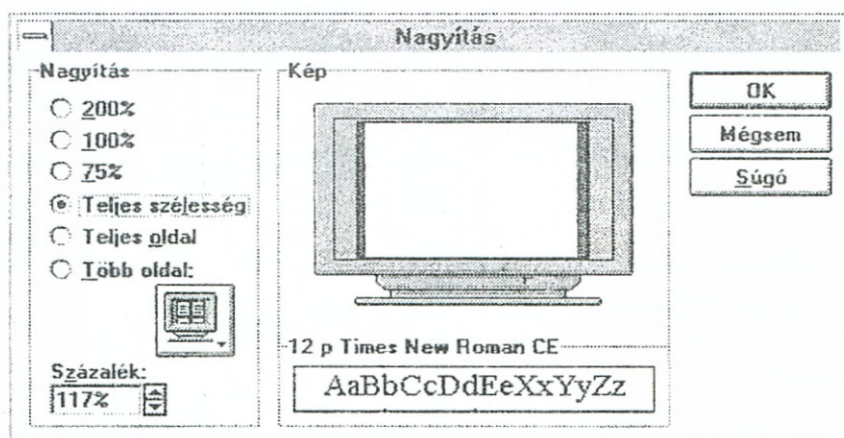 Nagyítás
Nagyítás
200%
100%
75%
Teljes szélesség
Teljes oldal
Több oldal:
Százalék:
117%
Kép
12 p Times New Roman CE
AaBbCcDdEeXxYyZz
OK
Mégsem
Súgó